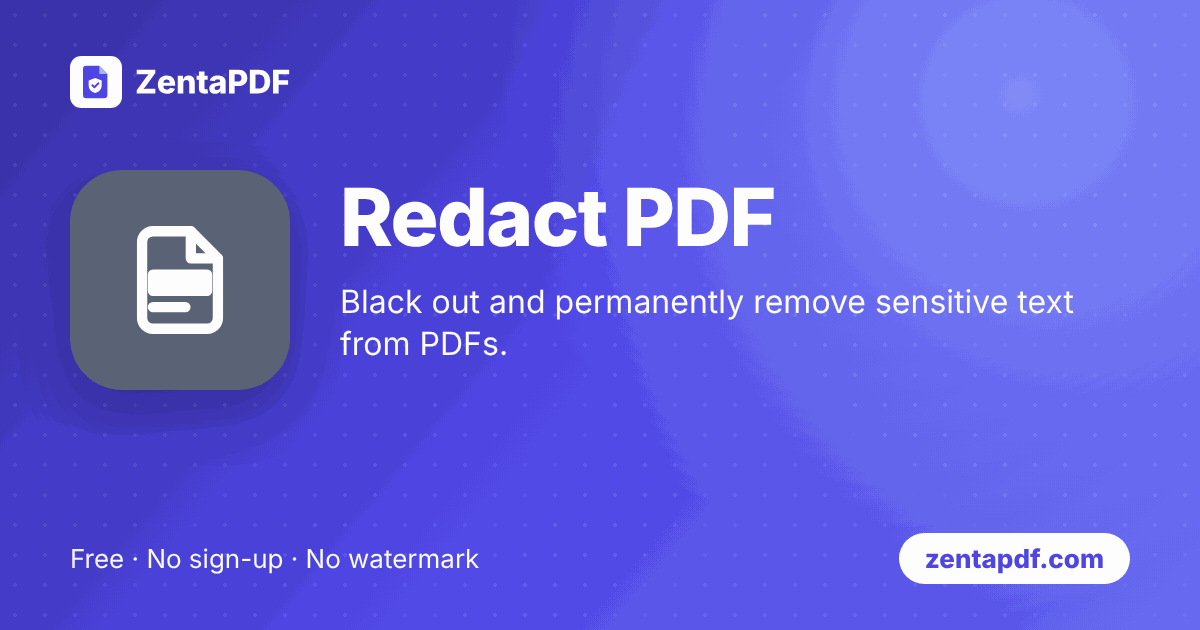 ZentaPDF
Redact PDF
Black out and permanently remove sensitive text
from PDFs.
Free · No sign-up · No watermark
zentapdf.com